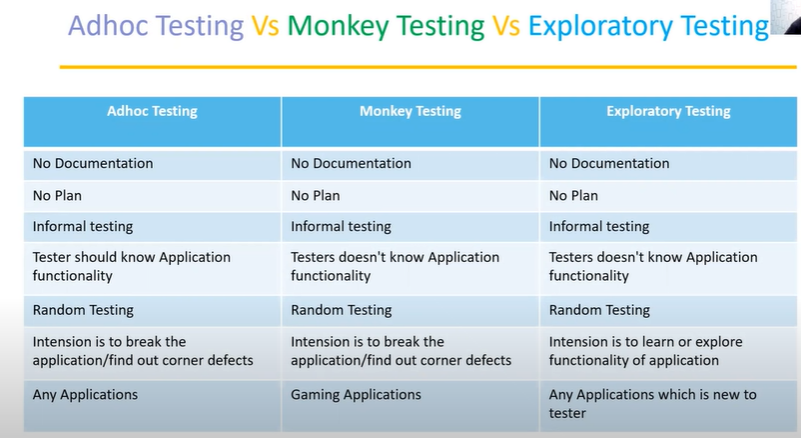 Adhoc Testing Vs Monkey Testing Vs Exploratory Testing
Adhoc Testing
Monkey Testing
Exploratory Testing
No Documentation
No Documentation
No Documentation
No Plan
No Plan
No Plan
Informal testing
Informal testing
Informal testing
Tester should know Application
functionality
Testers doesn't know Application
functionality
Testers doesn't know Application
functionality
Random Testing
Random Testing
Random Testing
Intension is to break the
application/find out corner defects
Intension is to break the
application/find out corner defects
Intension is to learn or explore
functionality of application
Any Applications
Gaming Applications
Any Applications which is new to
tester